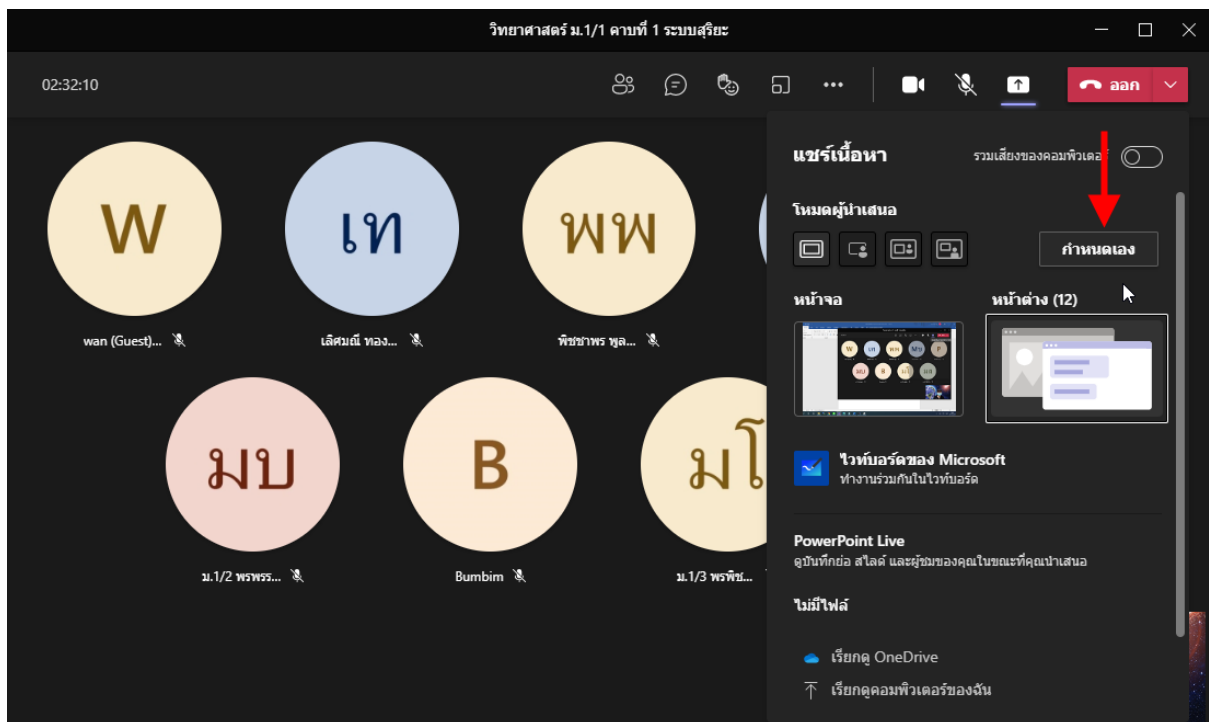 วิทยาศาสตร์ ม.1/1 คาบที่ 1 ระบบสุริยะ
02:32:10
ออก
แชร์เนื้อหา
รวมเสียงของคอมพิวเตอร์
โหมดผู้นำเสนอ
กำหนดเอง
หน้าจอ
หน้าต่าง (12)
W
เท
พพ
wan (Guest)...
เลิศมณี ทอง...
พิชชาพร พูล...
มบ
B
มโ
ม.1/2 พรพรร...
Bumbim
ม.1/3 พรพิช...
ไวท์บอร์ดของ Microsoft
ทำงานร่วมกันในไวท์บอร์ด
PowerPoint Live
ดูบันทึกย่อ สไลด์ และผู้ชมของคุณในขณะที่คุณนำเสนอ
ไม่มีไฟล์
เรียกดู OneDrive
เรียกดูคอมพิวเตอร์ของฉัน